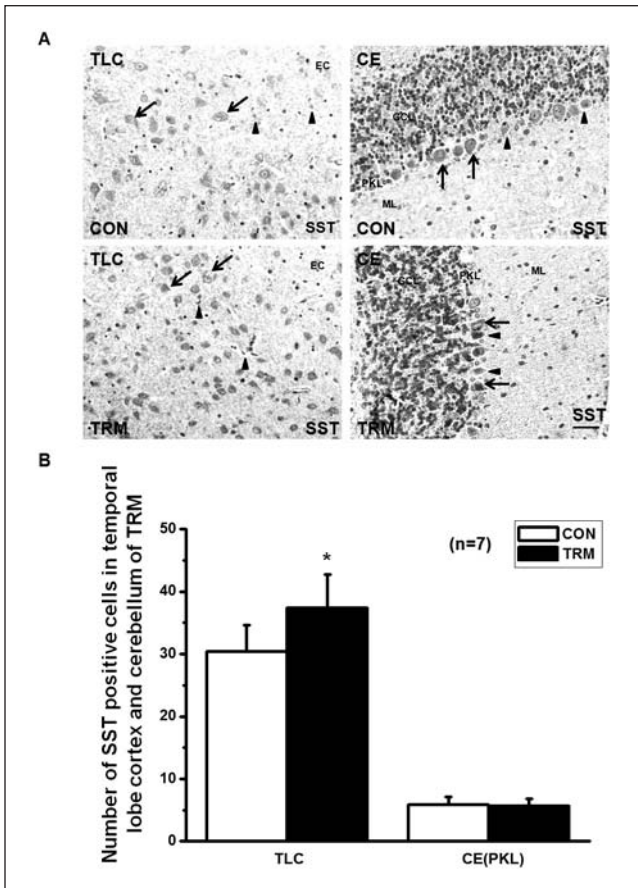 A
TLC
EC
CON
SST
CE
GCL
PKL
ML
CON
SST
TLC
EC
TRM
SST
CE
GCL
PKL
ML
TRM
SST
B
Number of SST positive cells in temporal
lobe cortex and cerebellum of TRM
50
40
30
20
10
0
*
(n=7)
CON
TRM
TLC
CE(PKL)